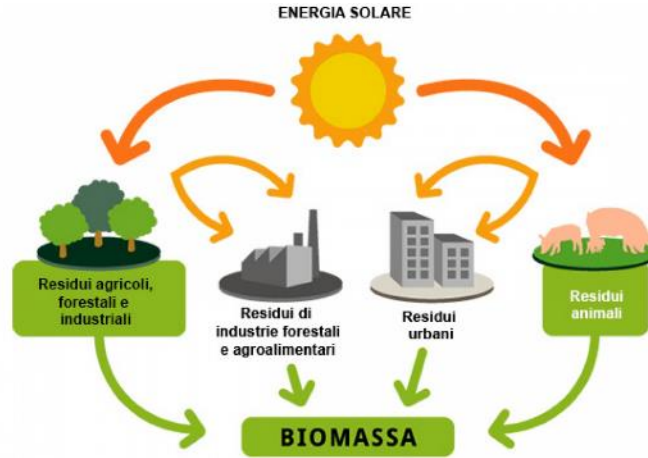 ENERGIA SOLARE
Residui agricoli,
forestali e
industriali
Residui di
industrie forestali
e agroalimentari
Residui
urbani
Residui
animali
BIOMASSA